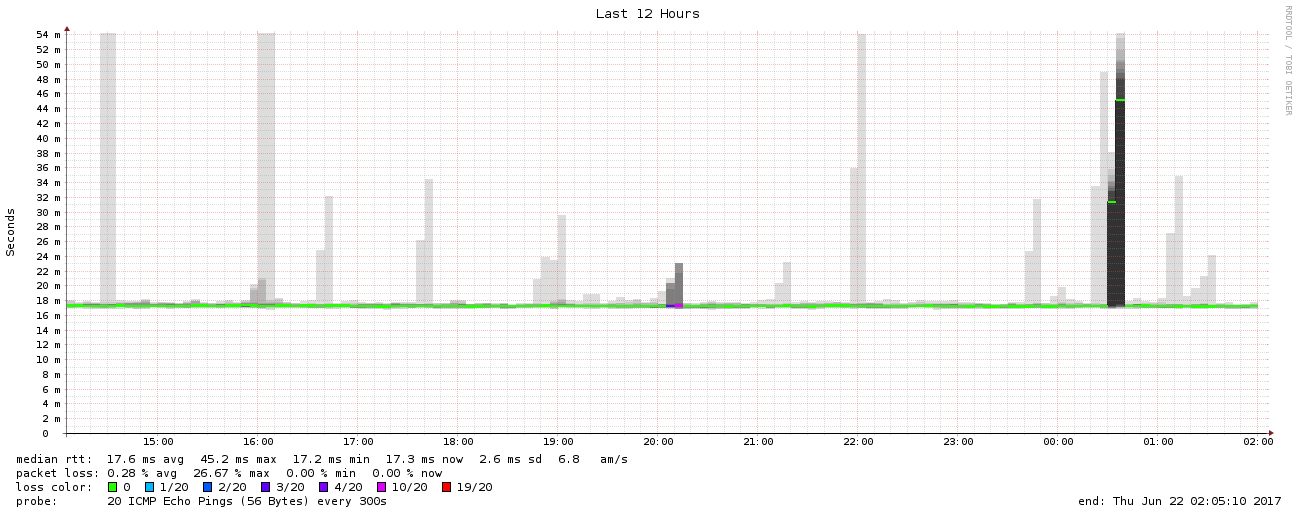 Last 12 Hours
RRDTOOL / TOBI OETIKER
Seconds
54 m
52 m
50 m
48 m
46 m
44 m
42 m
40 m
38 m
36 m
34 m
32 m
30 m
28 m
26 m
24 m
22 m
20 m
18 m
16 m
14 m
12 m
10 m
8 m
6 m
4 m
2 m
0
15:00 16:00 17:00 18:00 19:00 20:00 21:00 22:00 23:00 00:00 01:00 02:00
median rtt: 17.6 ms avg 45.2 ms max 17.2 ms min 17.3 ms now 2.6 ms sd 6.8 am/s
packet loss: 0.28 % avg 26.67 % max 0.00 % min 0.00 % now
loss color: 0 1/20 2/20 3/20 4/20 10/20 19/20
probe: 20 ICMP Echo Pings (56 Bytes) every 300s end: Thu Jun 22 02:05:10 2017